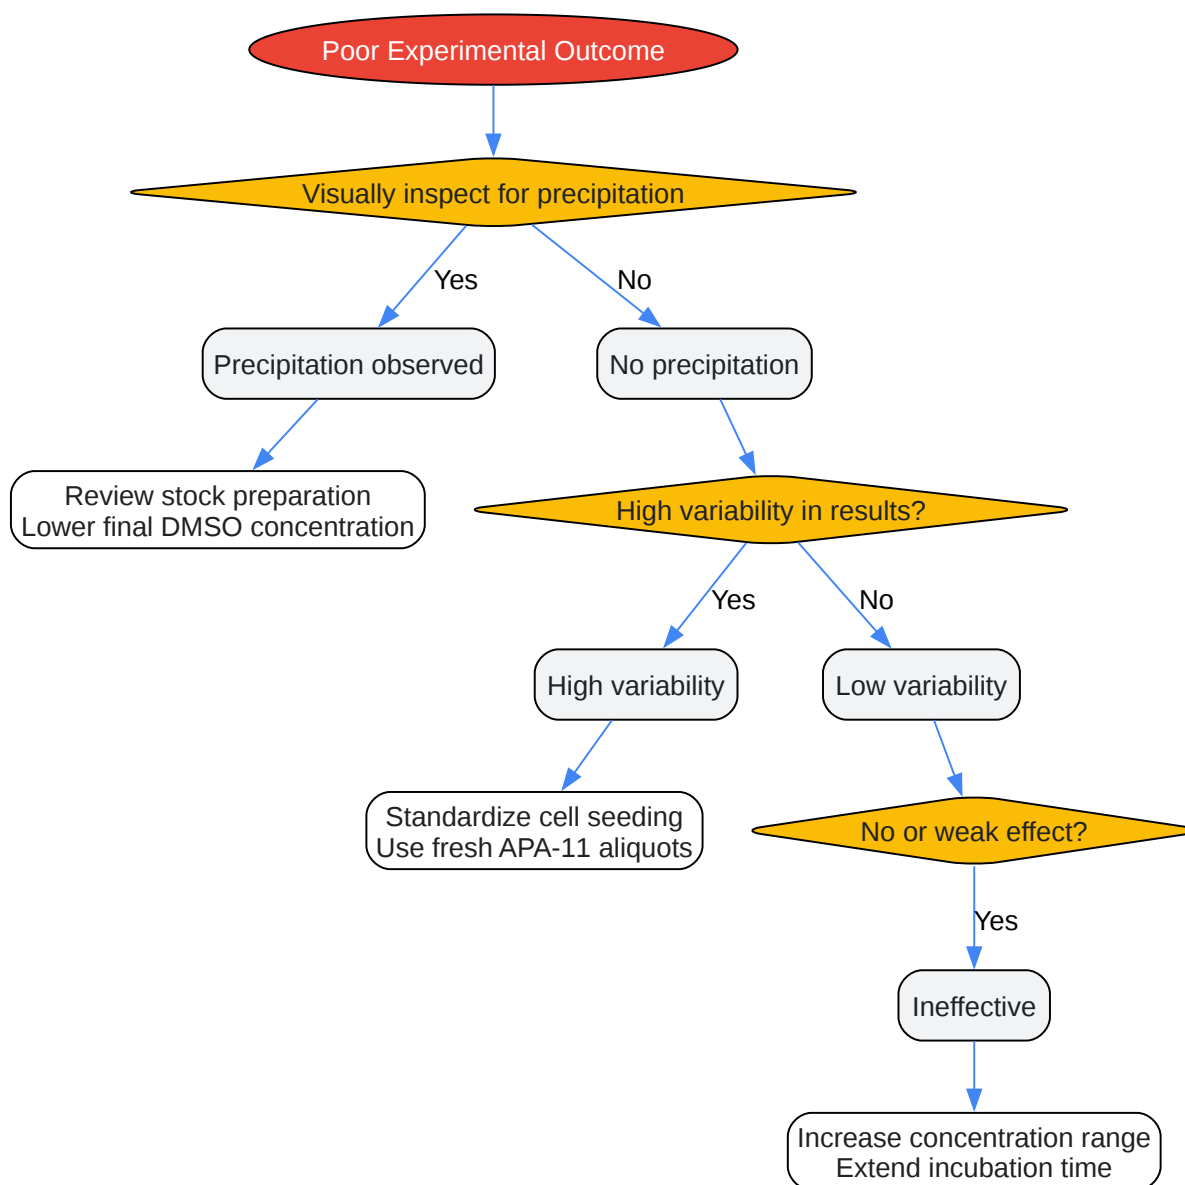 Poor Experimental Outcome
Visually inspect for precipitation
Yes
No
Precipitation observed
No precipitation
Review stock preparation
Lower final DMSO concentration
High variability in results?
Yes
No
High variability
Low variability
Standardize cell seeding
Use fresh APA-11 aliquots
No or weak effect?
Yes
Ineffective
Increase concentration range
Extend incubation time